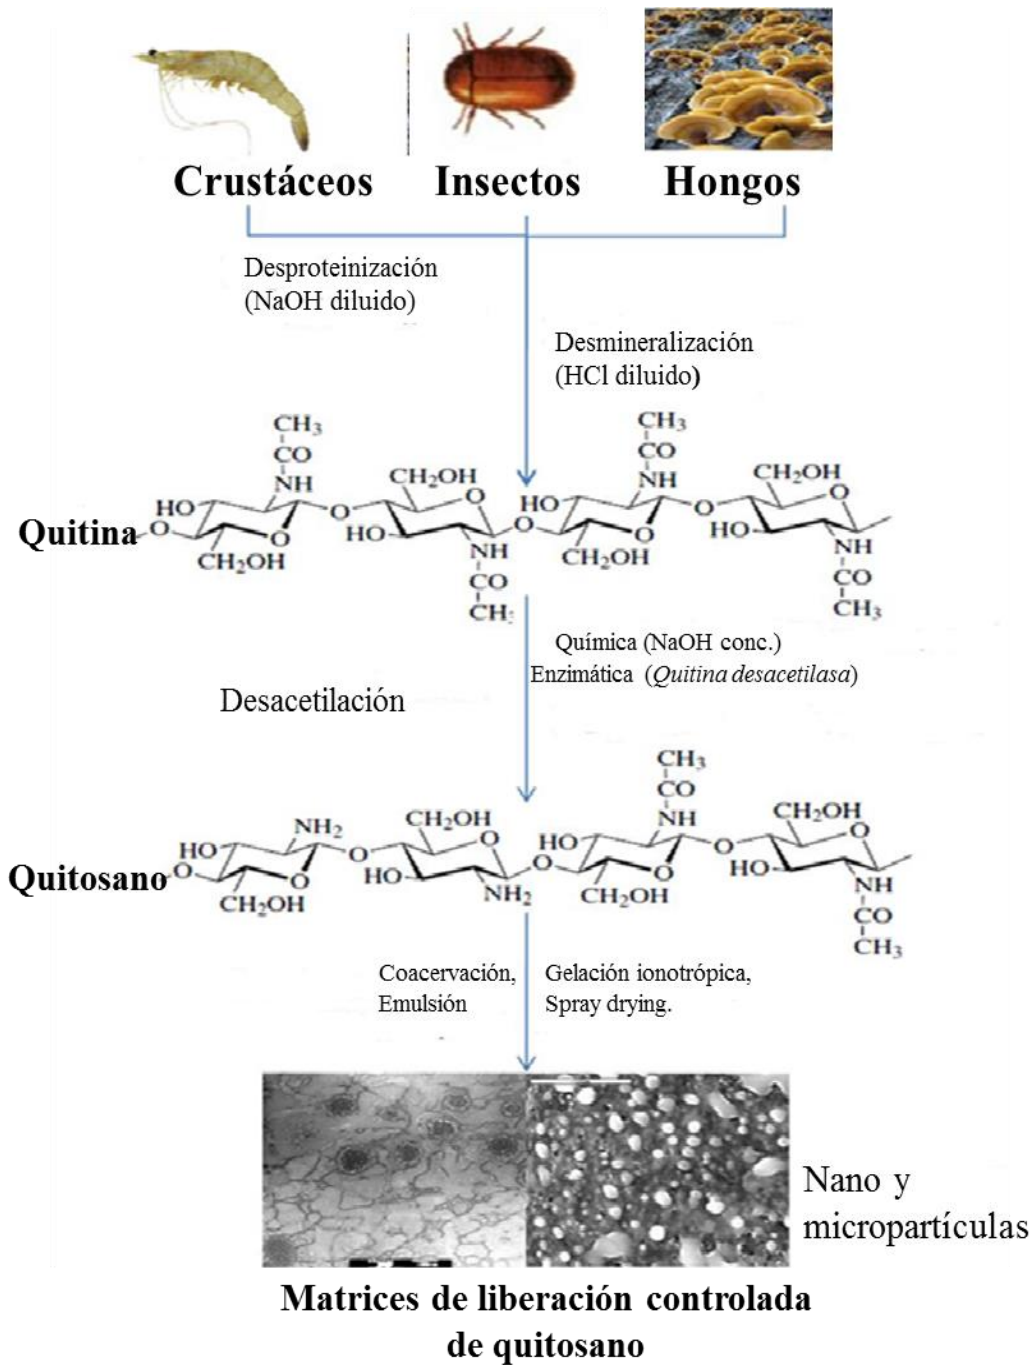 Crustáceos Insectos Hongos
Desproteinización
(NaOH diluido)
Desmineralización
(HCl diluido)
CH3 CH3
CO CO
NH CH2OH NH CH2OH
HO O O HO O O
Quitina O O O O
CH2OH HO NH CH2OH HO NH
CO CO
CH3 CH3
Química (NaOH conc.)
Enzimática (Quitina desacetilasa)
Desacetilación
CH3
CO
NH2 CH2OH NH CH2OH
HO O O HO O O
Quitosano O O O O
CH2OH HO NH2 CH2OH HO NH
CO
CH3
Coacervación, Gelación ionotrópica,
Emulsión Spray drying.
Nano y
micropartículas
Matrices de liberación controlada
de quitosano